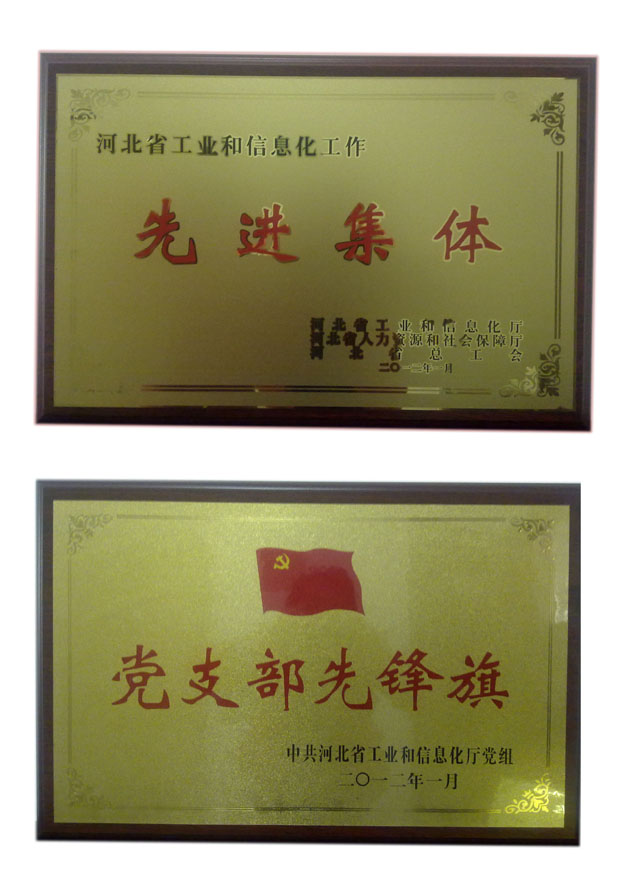 河北省工业和信息化工作
先进集体
河北省工业和信息化厅
河北省人力资源和社会保障厅
河北省总工会
二〇一二年一月
党支部先锋旗
中共河北省工业和信息化厅党组
二〇一二年一月